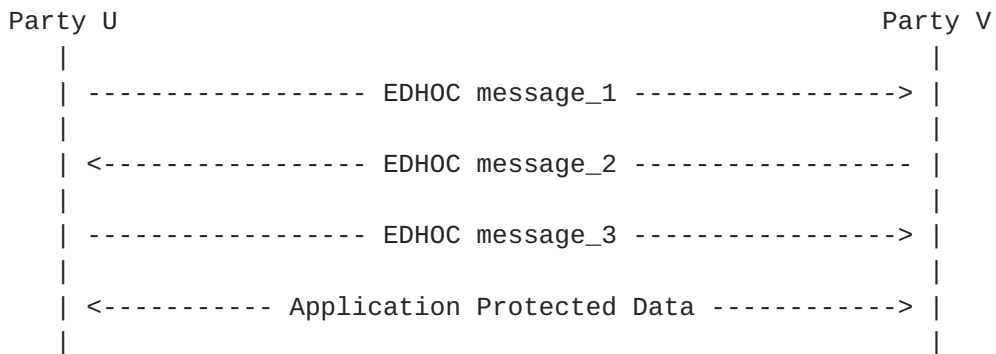 Party U Party V
EDHOC message_1
EDHOC message_2
EDHOC message_3
Application Protected Data